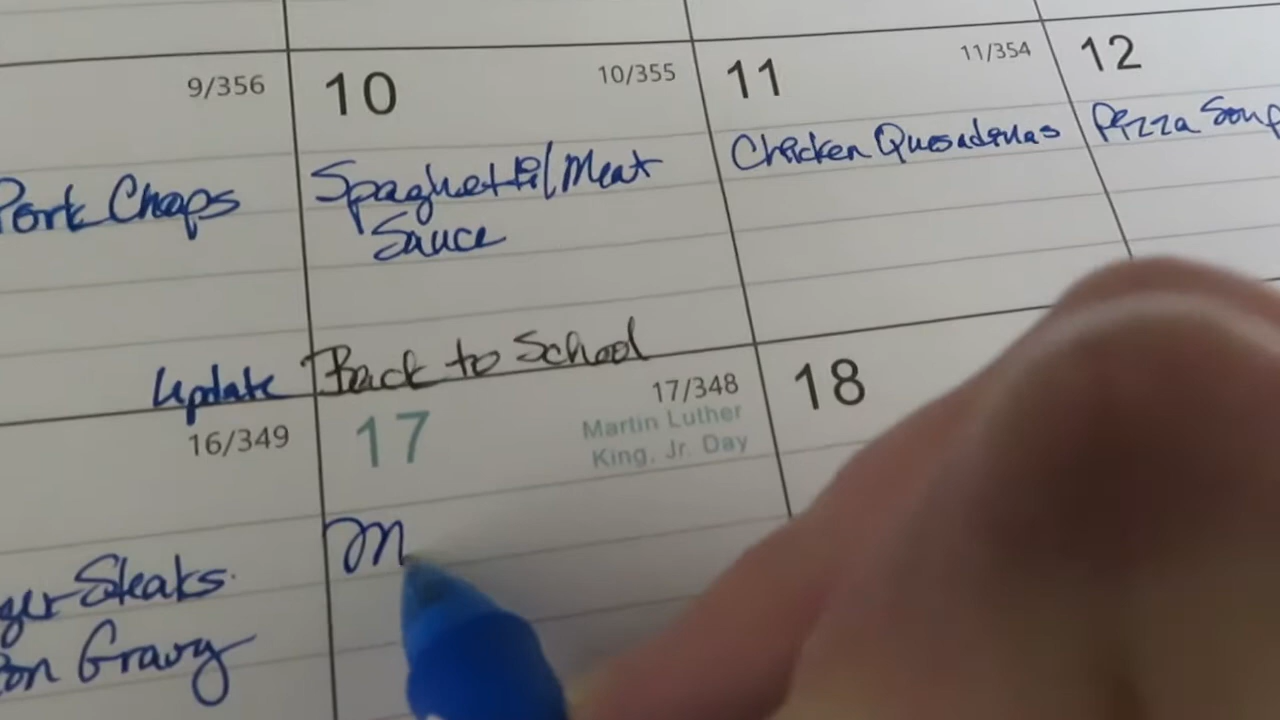 9/356
10 10/355
11 11/354
12
Pork Chops
Spaghetti/Meat
Sauce
Chicken Quesadillas
Pizza Soup
Update
Back to School
16/349
17 17/348
Martin Luther
King, Jr. Day
18
Steaks
Gravy
M